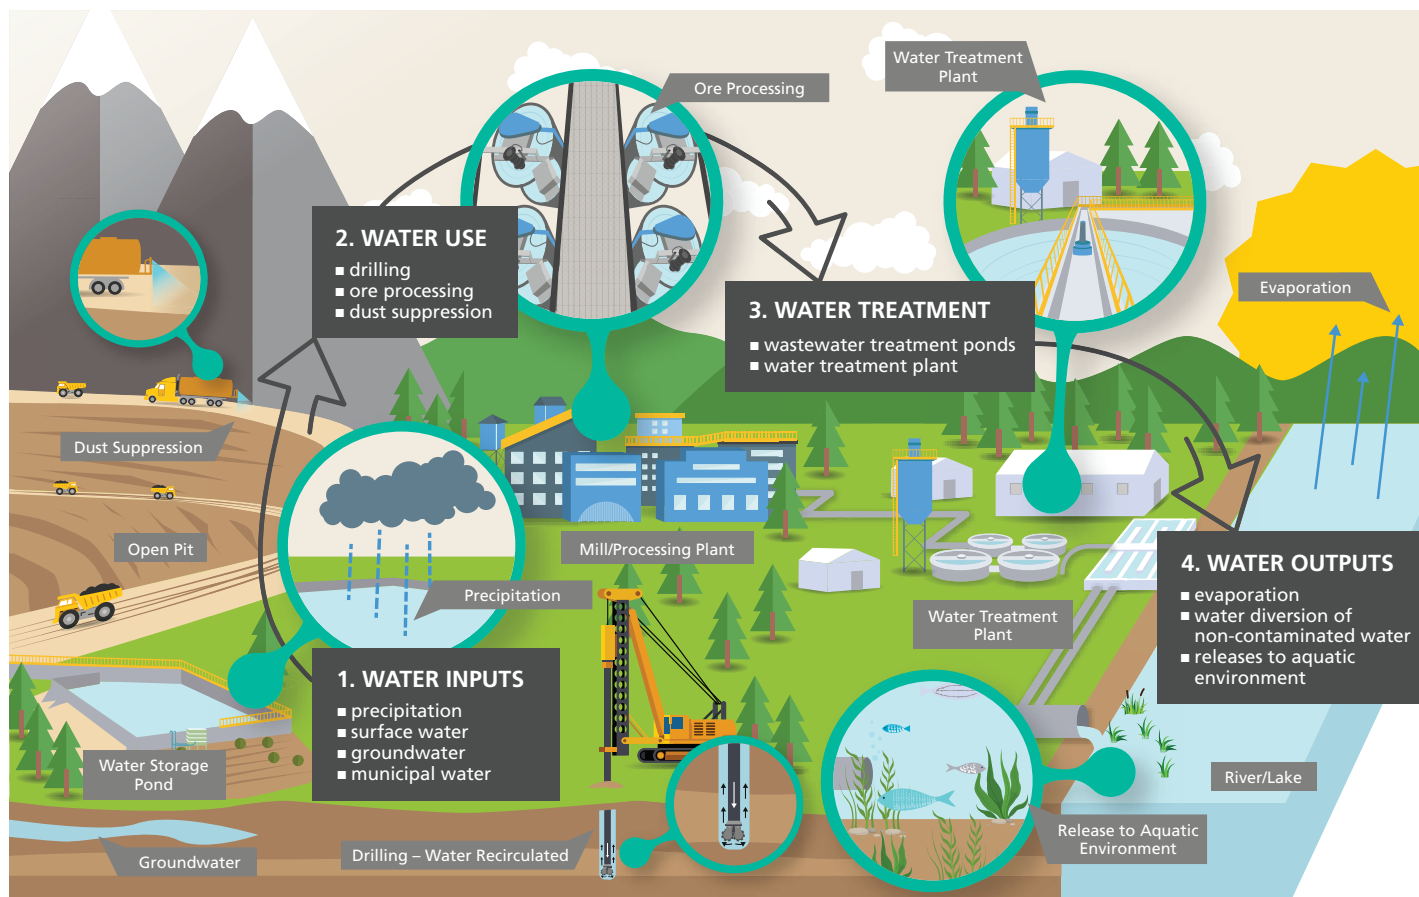 Water Treatment
Plant
Ore Processing
2. WATER USE
▪ drilling
▪ ore processing
▪ dust suppression
Evaporation
3. WATER TREATMENT
▪ wastewater treatment ponds
▪ water treatment plant
Dust Suppression
Open Pit
Mill/Processing Plant
Precipitation
Water Treatment
Plant
4. WATER OUTPUTS
▪ evaporation
▪ water diversion of
non-contaminated water
▪ releases to aquatic
environment
1. WATER INPUTS
▪ precipitation
▪ surface water
▪ groundwater
▪ municipal water
Water Storage
Pond
River/Lake
Groundwater
Drilling – Water Recirculated
Release to Aquatic
Environment